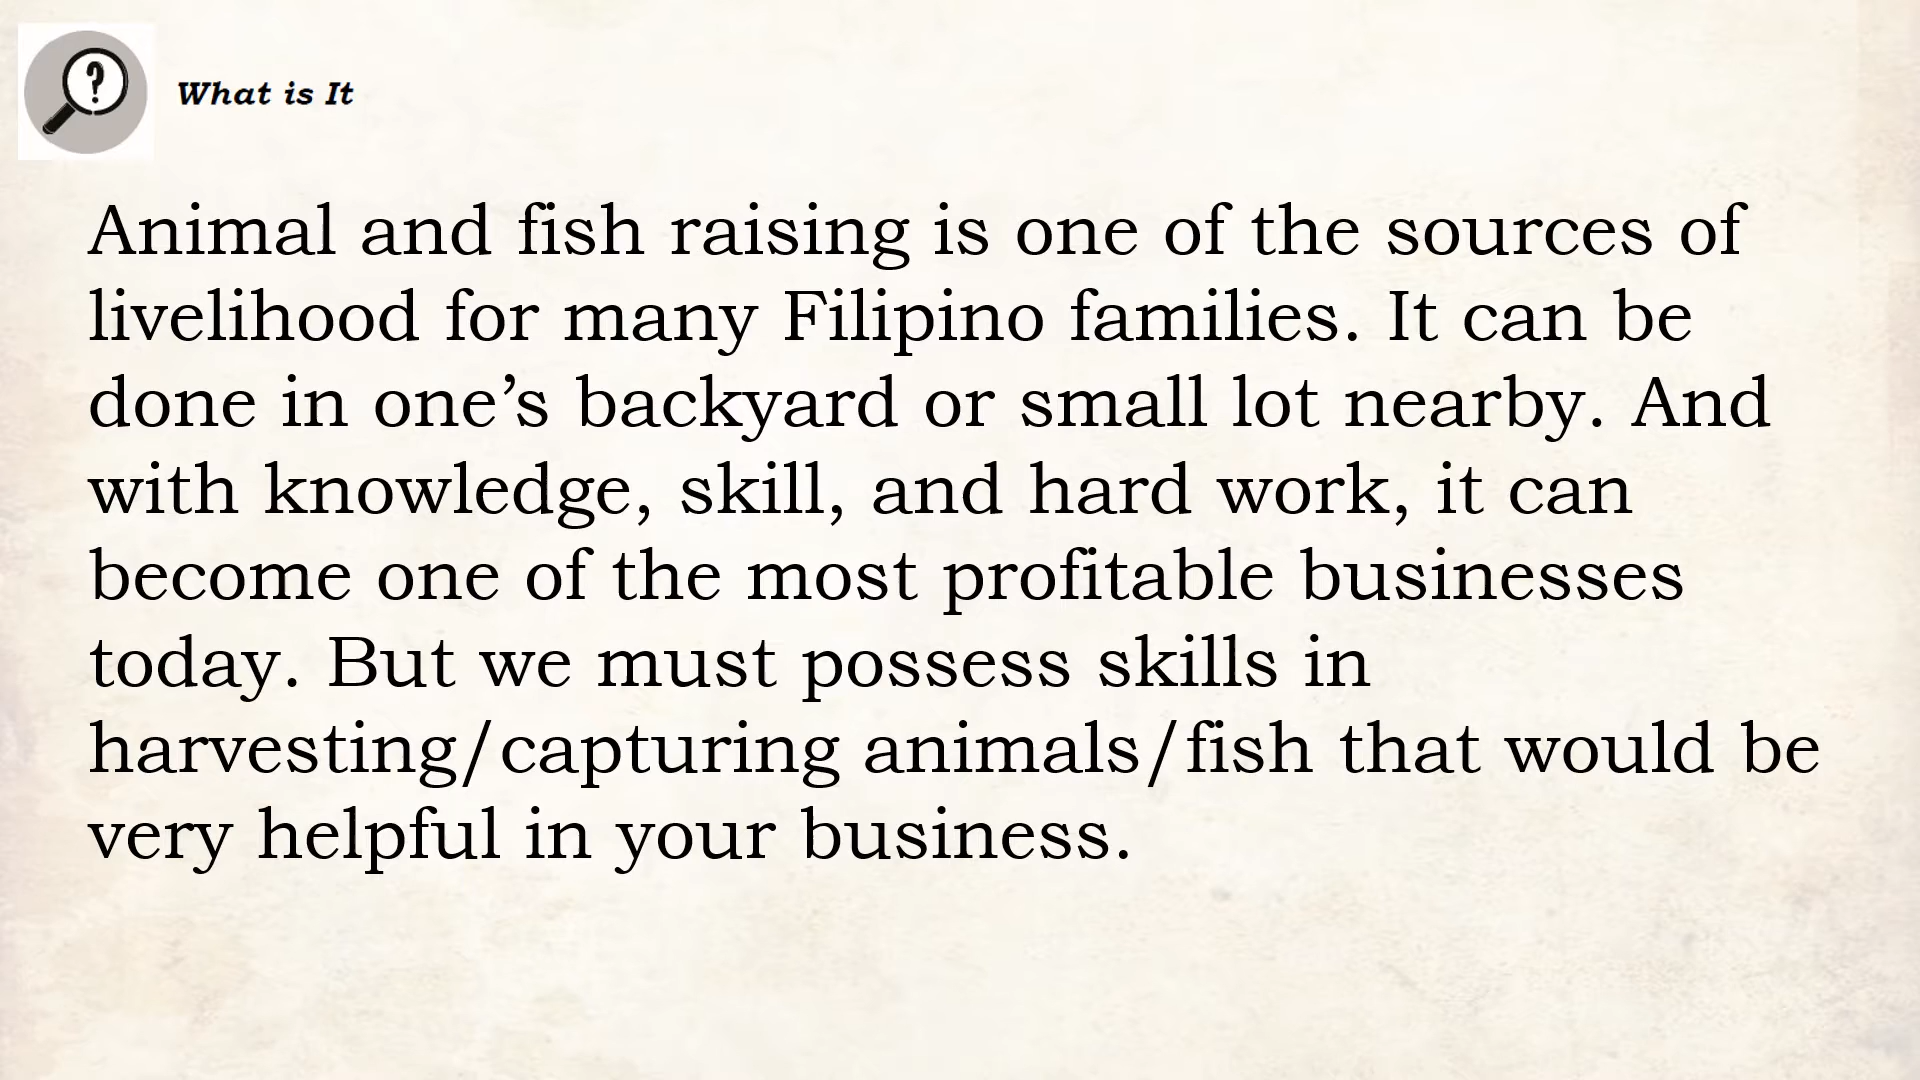 ?
What is It
Animal and fish raising is one of the sources of
livelihood for many Filipino families. It can be
done in one’s backyard or small lot nearby. And
with knowledge, skill, and hard work, it can
become one of the most profitable businesses
today. But we must possess skills in
harvesting/capturing animals/fish that would be
very helpful in your business.